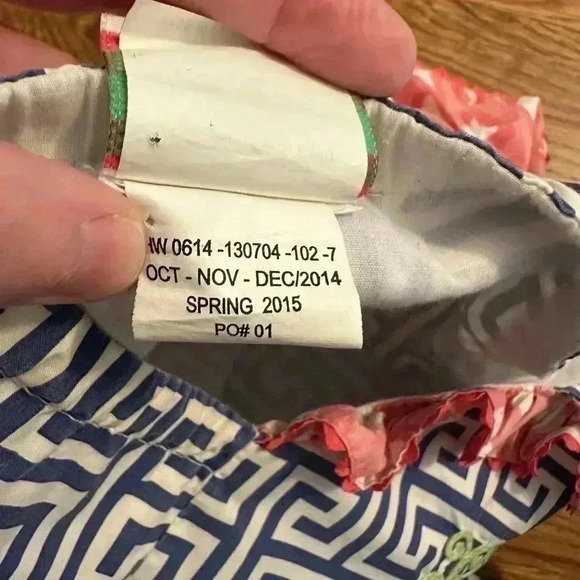 HW 0614 -130704 -102 -7
OCT - NOV - DEC/2014
SPRING 2015
PO# 01